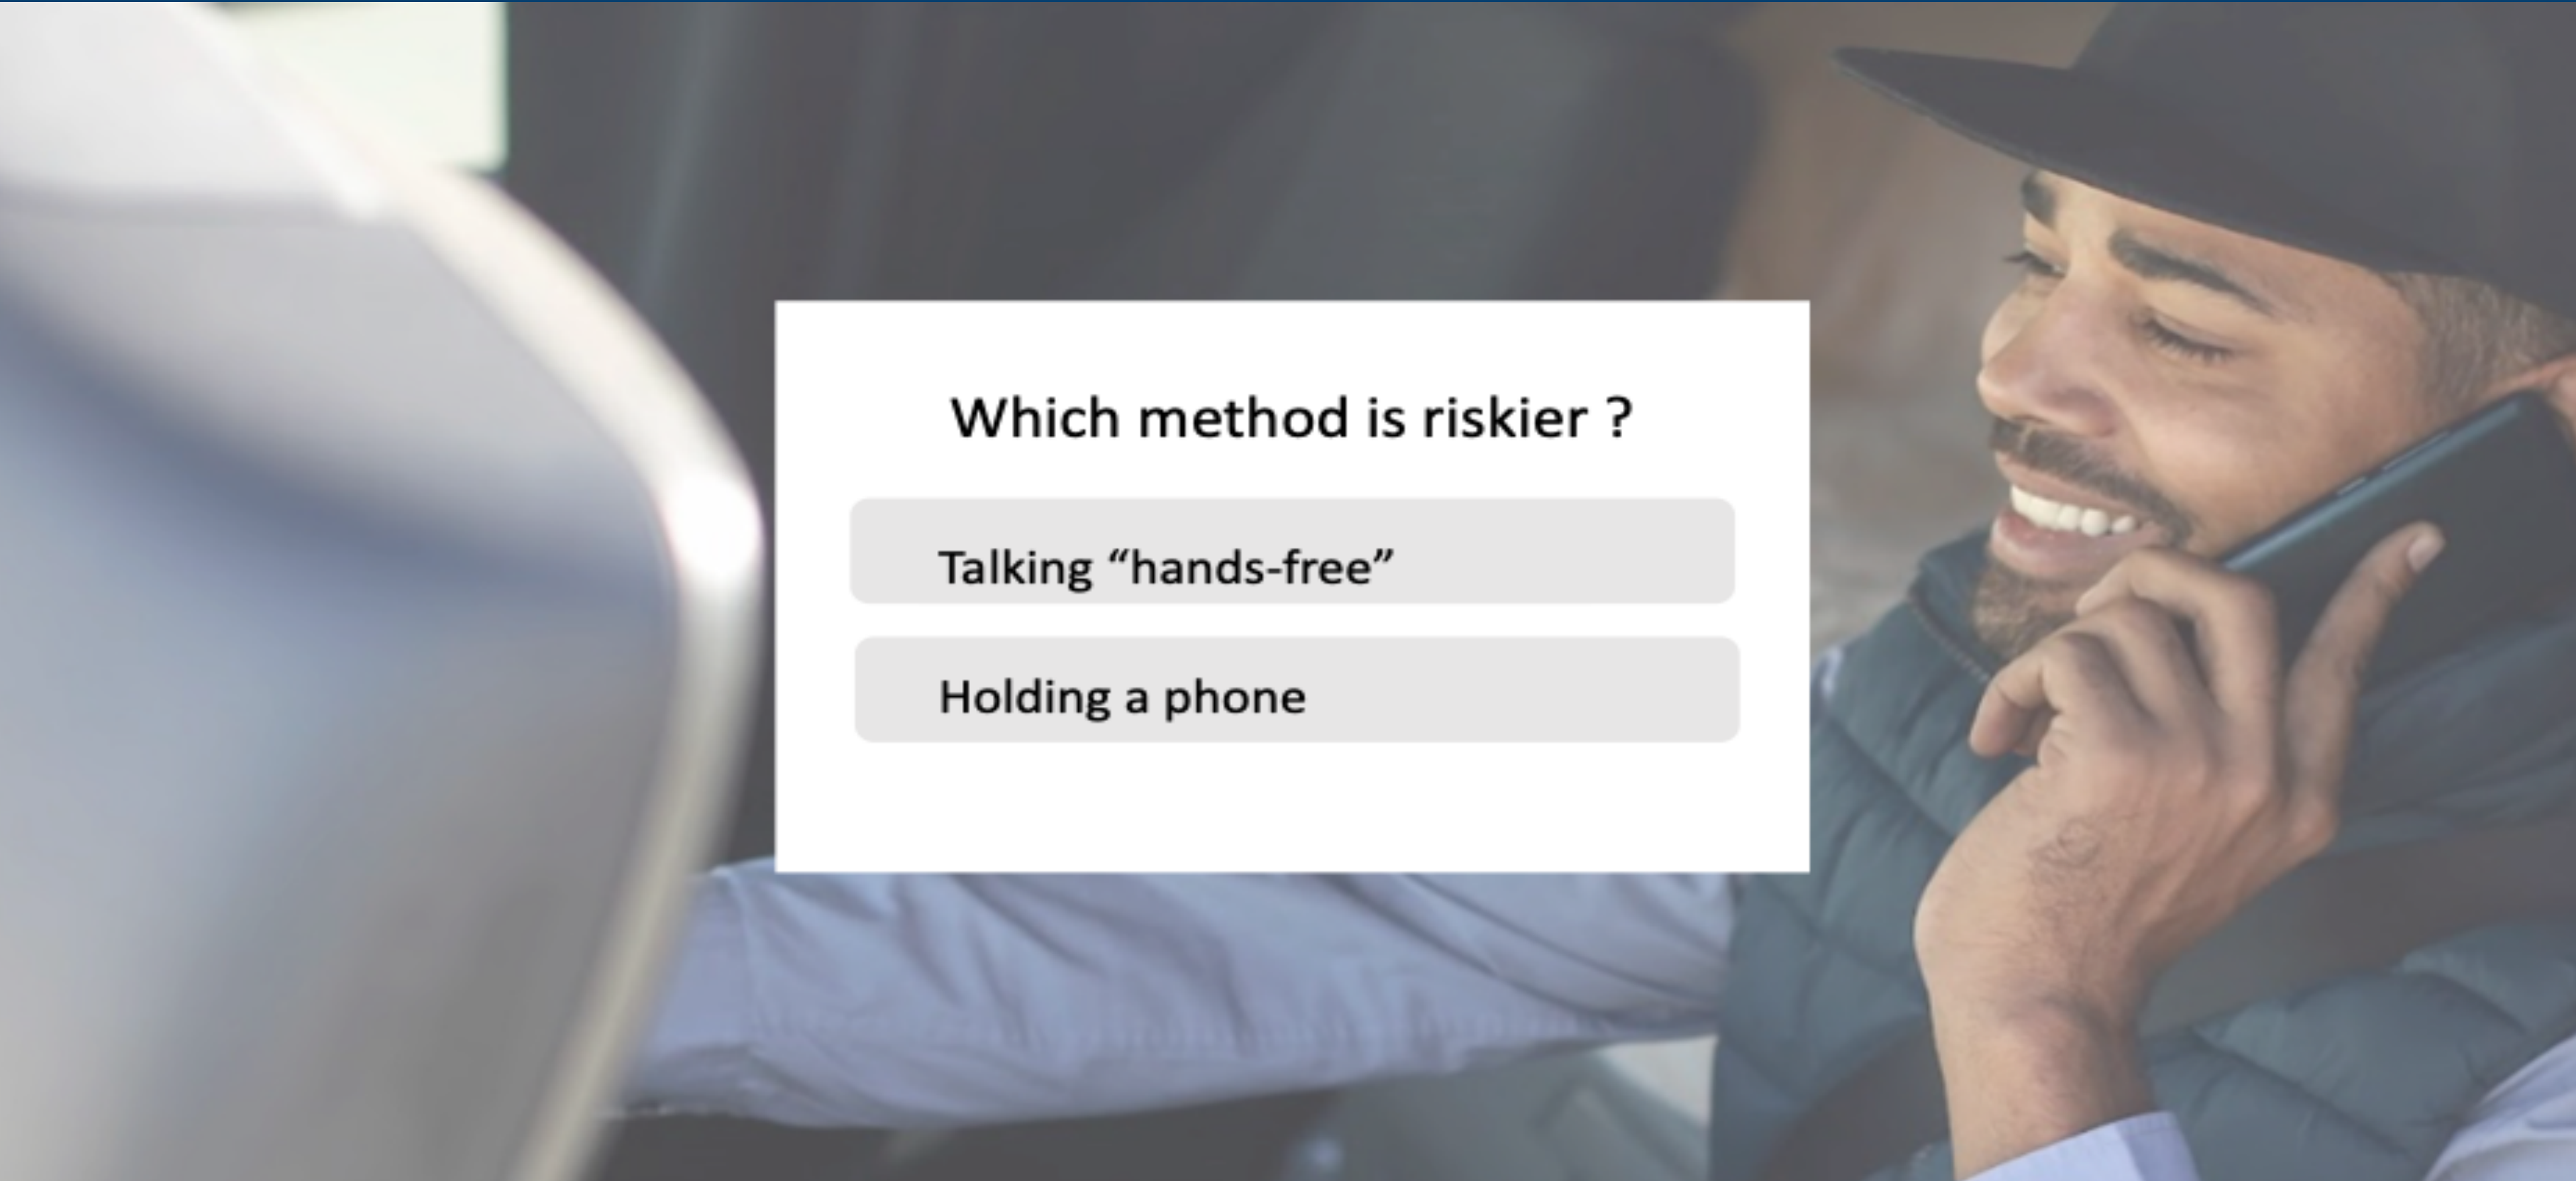 Which method is riskier ?
Talking “hands-free”
Holding a phone